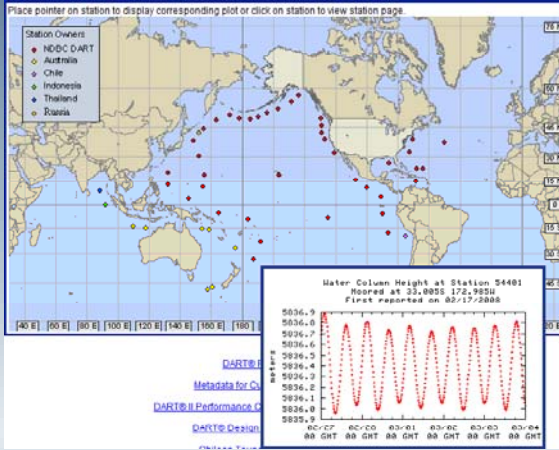 Place pointer on station to display corresponding plot or click on station to view station page.
Station Owners
NDBC DART
Australia
Chile
Indonesia
Thailand
Russia
40 E 60 E 80 E 100 E 120 E 140 E 160 E 180
Water Column Height at Station 54401
Moored at 33.005S 172.985W
First reported on 02/17/2008
meters
5836.9
5836.8
5836.7
5836.6
5836.5
5836.4
5836.3
5836.2
5836.1
5836.0
5835.9
02/27 02/28 03/01 03/02 03/03 03/04
00 GMT 00 GMT 00 GMT 00 GMT 00 GMT 00 GMT
DART®
Metadata for
DART® II Performance
DART® Design